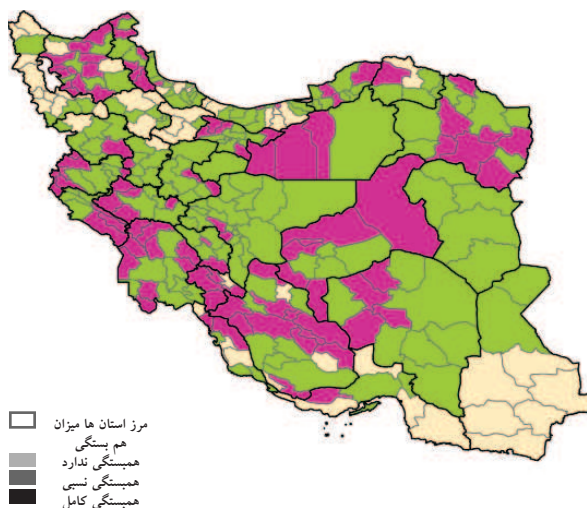 مرز استان ها میزان
هم بستگی
همبستگی ندارد
همبستگی نسبی
همبستگی کامل